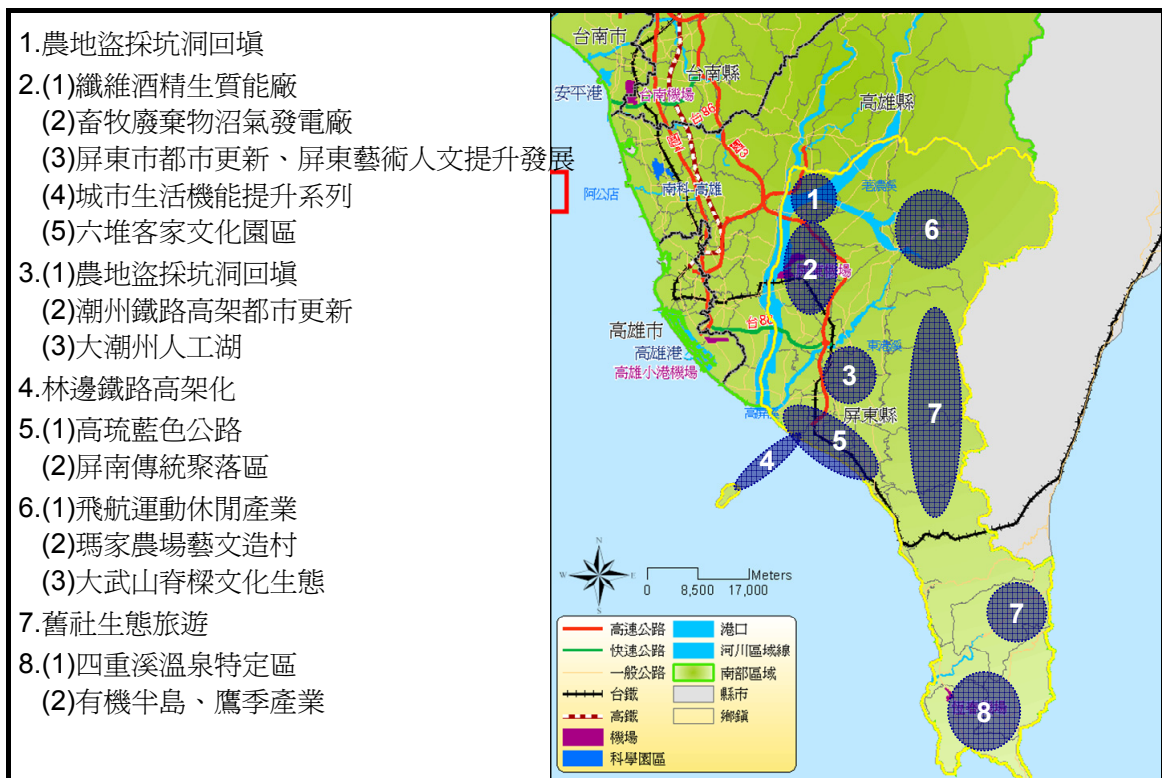 1.農地盜採坑洞回填
2.(1)纖維酒精生質能廠
(2)畜牧廢棄物沼氣發電廠
(3)屏東市都市更新、屏東藝術人文提升發展
(4)城市生活機能提升系列
(5)六堆客家文化園區
3.(1)農地盜採坑洞回填
(2)潮州鐵路高架都市更新
(3)大潮州人工湖
4.林邊鐵路高架化
5.(1)高琉藍色公路
(2)屏南傳統聚落區
6.(1)飛航運動休閒產業
(2)瑪家農場藝文造村
(3)大武山脊樑文化生態
7.舊社生態旅遊
8.(1)四重溪溫泉特定區
(2)有機半島、鷹季產業
台南市
台南縣
安平港
台南機場
台86
高雄縣
國3
南科-高雄
阿公店
荖濃溪
1
6
2
場
台88
高雄市
高雄港
高雄小港機場
東港溪
3
屏東縣
7
高屏
5
4
Meters
0 8,500 17,000
N
W E
S
高速公路 港口
快速公路 河川區域線
一般公路 南部區域
台鐵 縣市
高鐵 鄉鎮
機場
科學園區
7
8